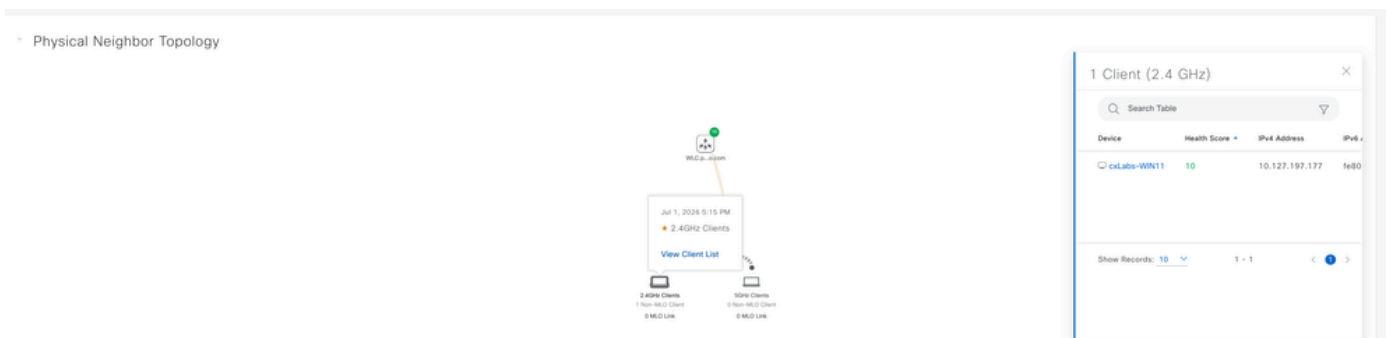 Physical Neighbor Topology
WLC.p...o.com
Jul 1, 2026 5:15 PM
2.4GHz Clients
View Client List
2.4GHz Clients
1 Non-MLO Client
0 MLO Link
5GHz Clients
0 Non-MLO Client
0 MLO Link
1 Client (2.4 GHz)
Search Table
Device Health Score IPv4 Address IPv6
cxLabs-WIN11 10 10.127.197.177 fe80
Show Records: 10 1 - 1 1